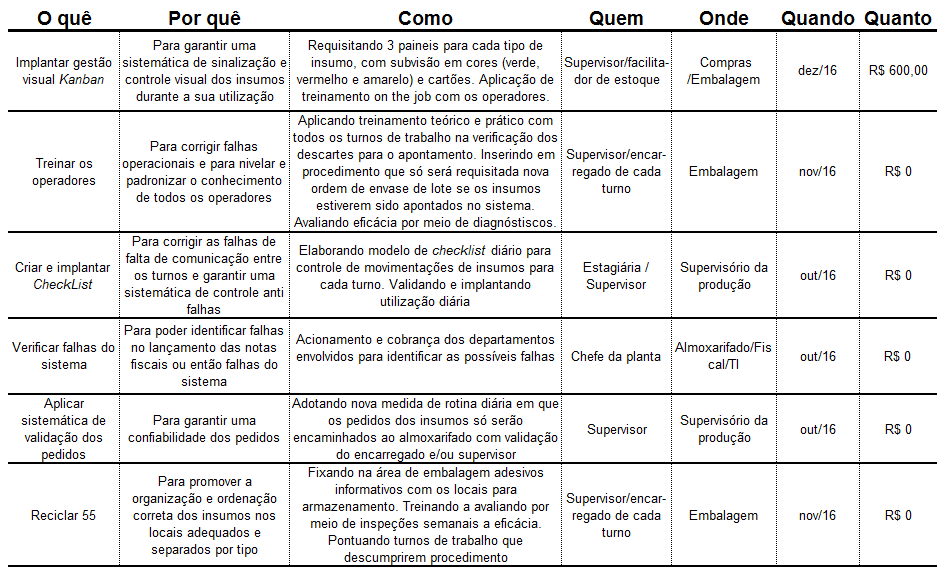 O quê Por quê Como Quem Onde Quando Quanto
Implantar gestão
visual Kanban
Para garantir uma
sistemática de sinalização e
controle visual dos insumos
durante a sua utilização
Requisitando 3 paineis para cada tipo de
insumo, com subvisão em cores (verde,
vermelho e amarelo) e cartões. Aplicação de
treinamento on the job com os operadores.
Supervisor/facilita-
dor de estoque
Compras
/Embalagem
dez/16
R$ 600,00
Treinar os
operadores
Para corrigir falhas
operacionais e para nivelar e
padronizar o conhecimento
de todos os operadores
Aplicando treinamento teórico e prático com
todos os turnos de trabalho na verificação dos
descartes para o apontamento. Inserindo em
procedimento que só será requisitada nova
ordem de envase de lote se os insumos
estiverem sido apontados no sistema.
Avaliando eficácia por meio de diagnóstiscos.
Supervisor/encar-
regado de cada
turno
Embalagem
nov/16
R$ 0
Criar e implantar
CheckList
Para corrigir as falhas de
falta de comunicação entre
os turnos e garantir uma
sistemática de controle anti
falhas
Elaborando modelo de checklist diário para
controle de movimentações de insumos para
cada turno. Validando e implantando
utilização diária
Estagiária /
Supervisor
Supervisório da
produção
out/16
R$ 0
Verificar falhas do
sistema
Para poder identificar falhas
no lançamento das notas
fiscais ou então falhas do
sistema
Acionamento e cobrança dos departamentos
envolvidos para identificar as possíveis falhas
Chefe da planta
Almoxarifado/Fis
cal/TI
out/16
R$ 0
Aplicar
sistemática de
validação dos
pedidos
Para garantir uma
confiabilidade dos pedidos
Adotando nova medida de rotina diária em que
os pedidos dos insumos só serão
encaminhados ao almoxarifado com validação
do encarregado e/ou supervisor
Supervisor
Supervisório da
produção
out/16
R$ 0
Reciclar 55
Para promover a
organização e ordenação
correta dos insumos nos
locais adequados e
separados por tipo
Fixando na área de embalagem adesivos
informativos com os locais para
armazenamento. Treinando a avaliando por
meio de inspeções semanais a eficácia.
Pontuando turnos de trabalho que
descumprirem procedimento
Supervisor/encar-
regado de cada
turno
Embalagem
nov/16
R$ 0